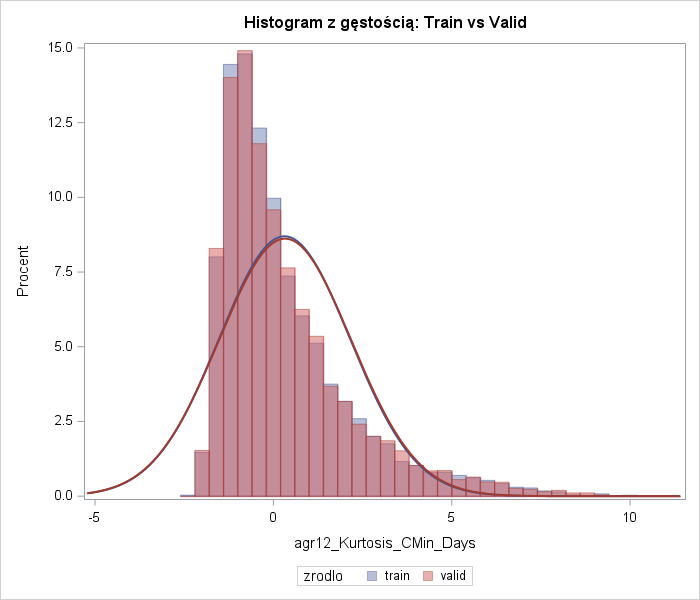 Histogram z gęstością: Train vs Valid
15.0
12.5
10.0
7.5
5.0
2.5
0.0
Procent
-5
0
5
10
agr12_Kurtosis_CMin_Days
zrodlo train valid